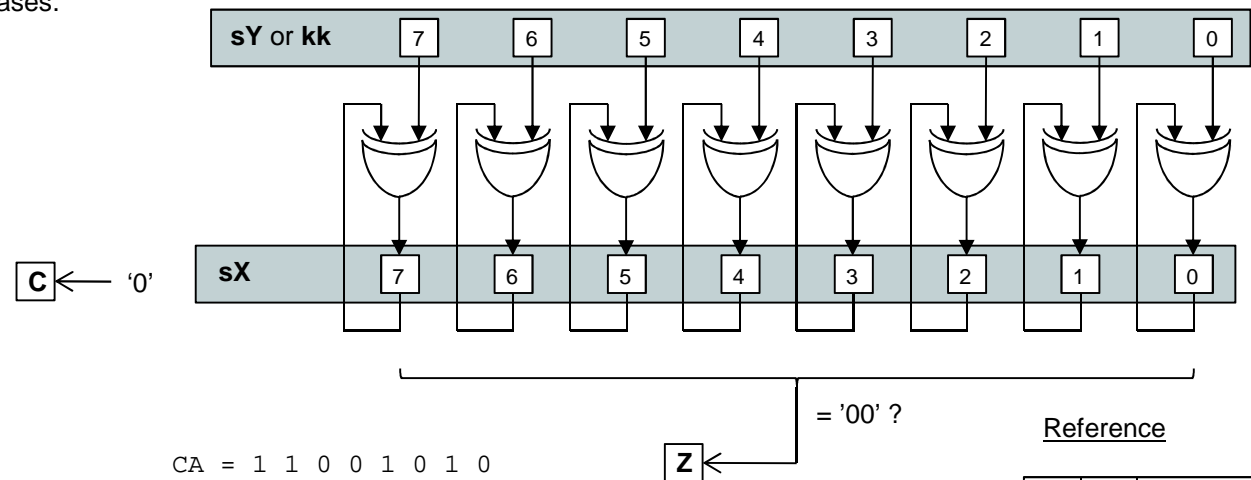 ases.
sY or kk 7 6 5 4 3 2 1 0
C ‘0’ sX 7 6 5 4 3 2 1 0
= ’00’ ?
Reference
CA = 1 1 0 0 1 0 1 0
Z